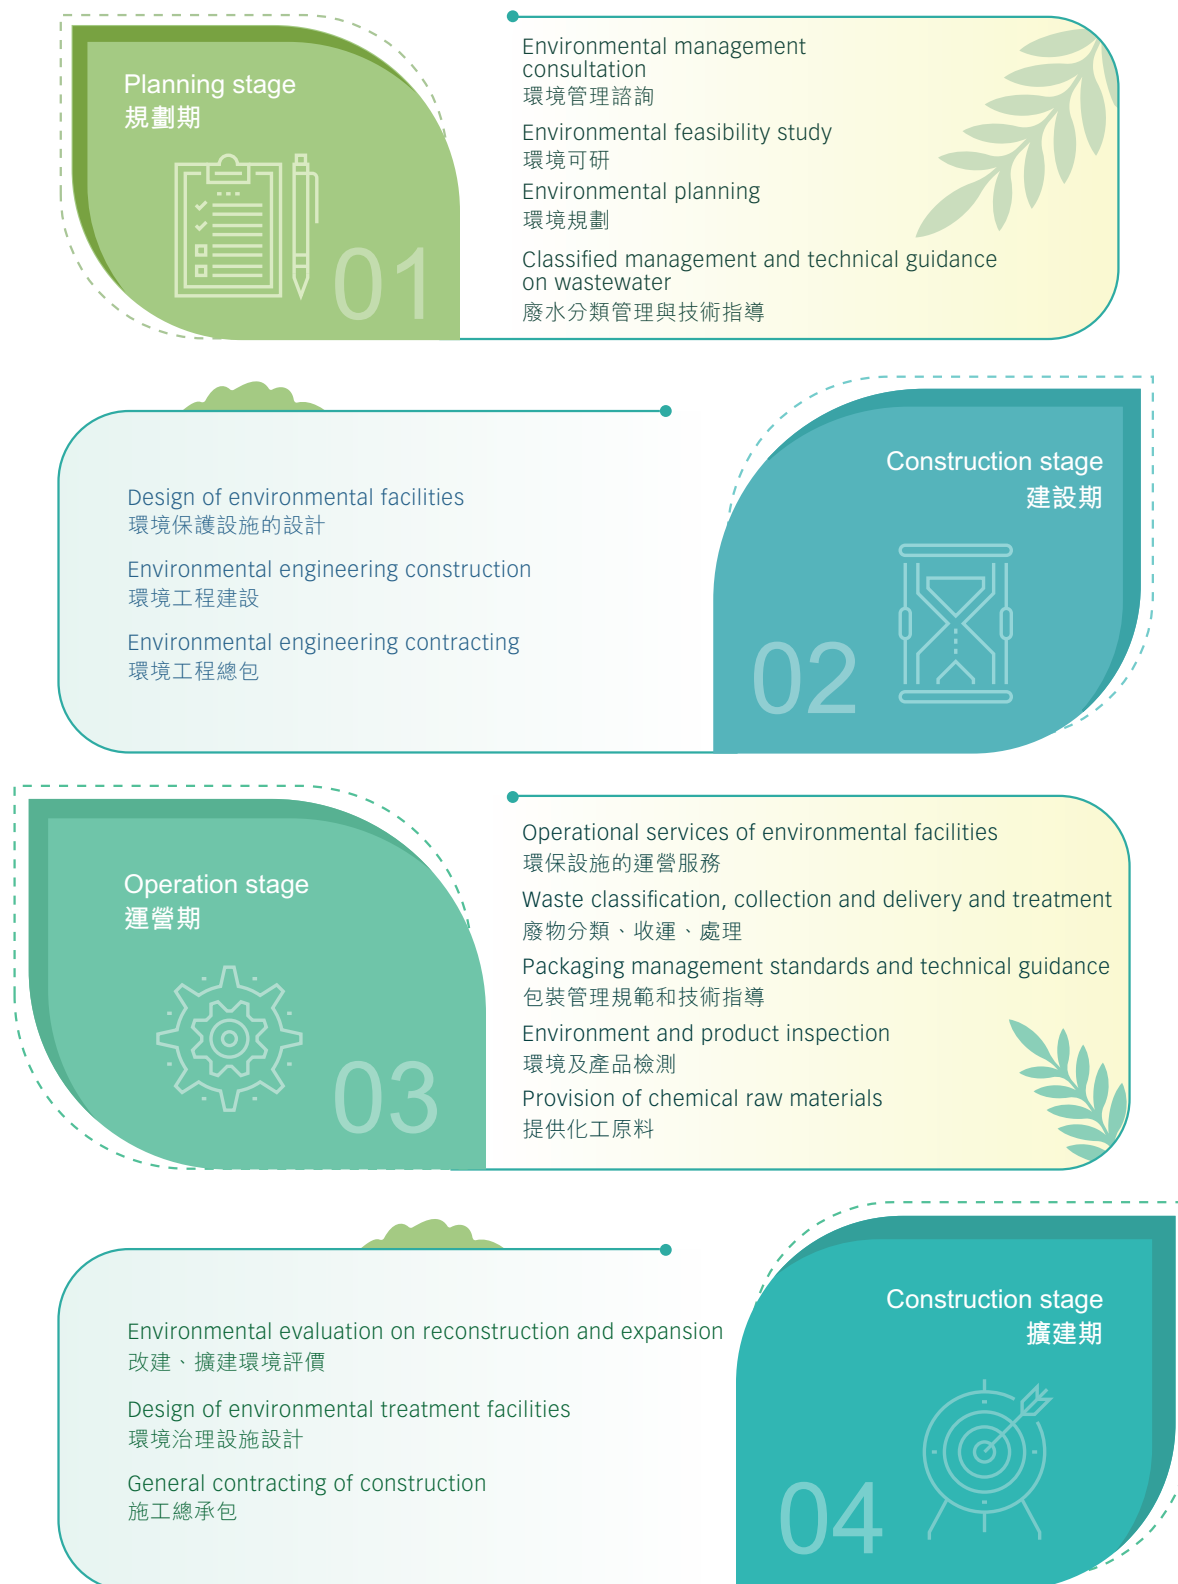 Planning stage
規劃期
01
Environmental management
consultation
環境管理諮詢
Environmental feasibility study
環境可研
Environmental planning
環境規劃
Classified management and technical guidance
on wastewater
廢水分類管理與技術指導
Construction stage
建設期
02
Design of environmental facilities
環境保護設施的設計
Environmental engineering construction
環境工程建設
Environmental engineering contracting
環境工程總包
Operation stage
運營期
03
Operational services of environmental facilities
環保設施的運營服務
Waste classification, collection and delivery and treatment
廢物分類、收運、處理
Packaging management standards and technical guidance
包裝管理規範和技術指導
Environment and product inspection
環境及產品檢測
Provision of chemical raw materials
提供化工原料
Construction stage
擴建期
04
Environmental evaluation on reconstruction and expansion
改建、擴建環境評價
Design of environmental treatment facilities
環境治理設施設計
General contracting of construction
施工總承包